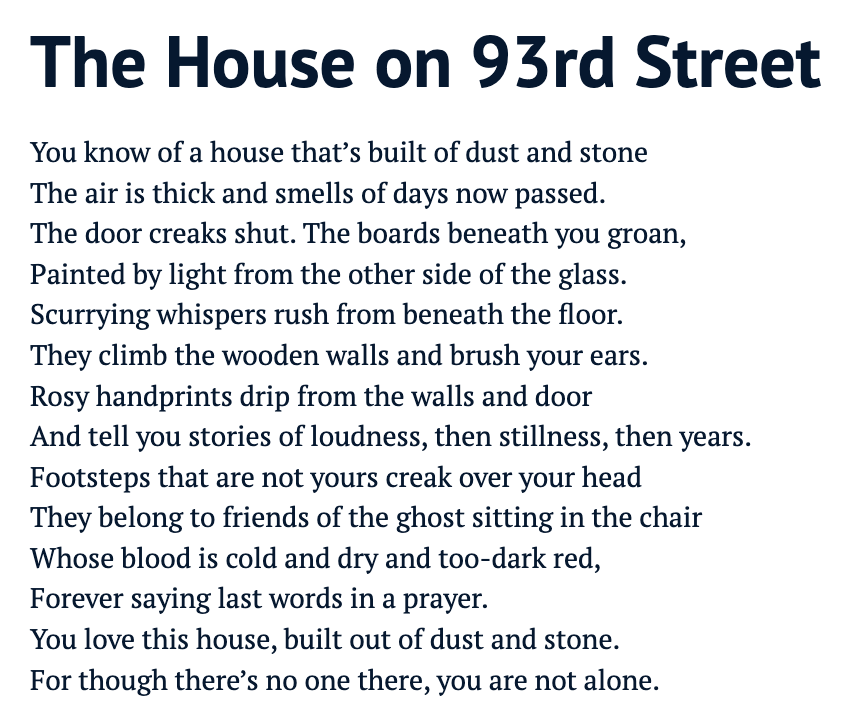 The House on 93rd Street
You know of a house that’s built of dust and stone
The air is thick and smells of days now passed.
The door creaks shut. The boards beneath you groan,
Painted by light from the other side of the glass.
Scurrying whispers rush from beneath the floor.
They climb the wooden walls and brush your ears.
Rosy handprints drip from the walls and door
And tell you stories of loudness, then stillness, then years.
Footsteps that are not yours creak over your head
They belong to friends of the ghost sitting in the chair
Whose blood is cold and dry and too-dark red,
Forever saying last words in a prayer.
You love this house, built out of dust and stone.
For though there’s no one there, you are not alone.